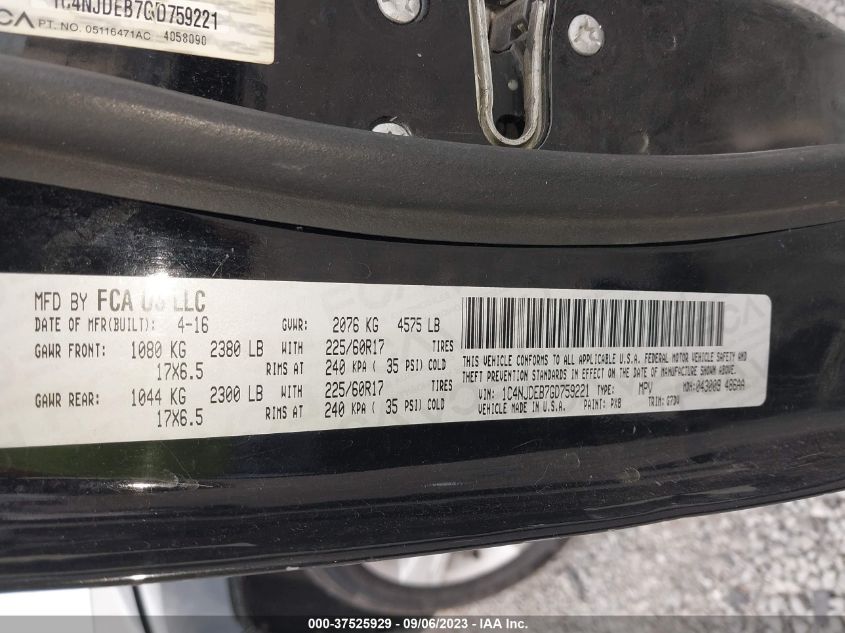 1C4NJDEB7GD759221
CA PT. NO. 05116471AC 4058090
MFD BY FCA US LLC
DATE OF MFR(BUILT): 4-16 GVWR: 2076 KG 4575 LB
GAWR FRONT: 1080 KG 2380 LB WITH 225/60R17 TIRES
17X6.5 RIMS AT 240 KPA ( 35 PSI) COLD
GAWR REAR: 1044 KG 2300 LB WITH 225/60R17 TIRES
17X6.5 RIMS AT 240 KPA ( 35 PSI) COLD
THIS VEHICLE CONFORMS TO ALL APPLICABLE U.S.A. FEDERAL MOTOR VEHICLE SAFETY AND
THEFT PREVENTION STANDARDS IN EFFECT ON THE DATE OF MANUFACTURE SHOWN ABOVE.
VIN: 1C4NJDEB7GD759221 TYPE: MPV MDH: 043008 486AA
VEHICLE MADE IN U.S.A. PAINT: PX8 TRIM:
000-37525929 - 09/06/2023 - IAA Inc.